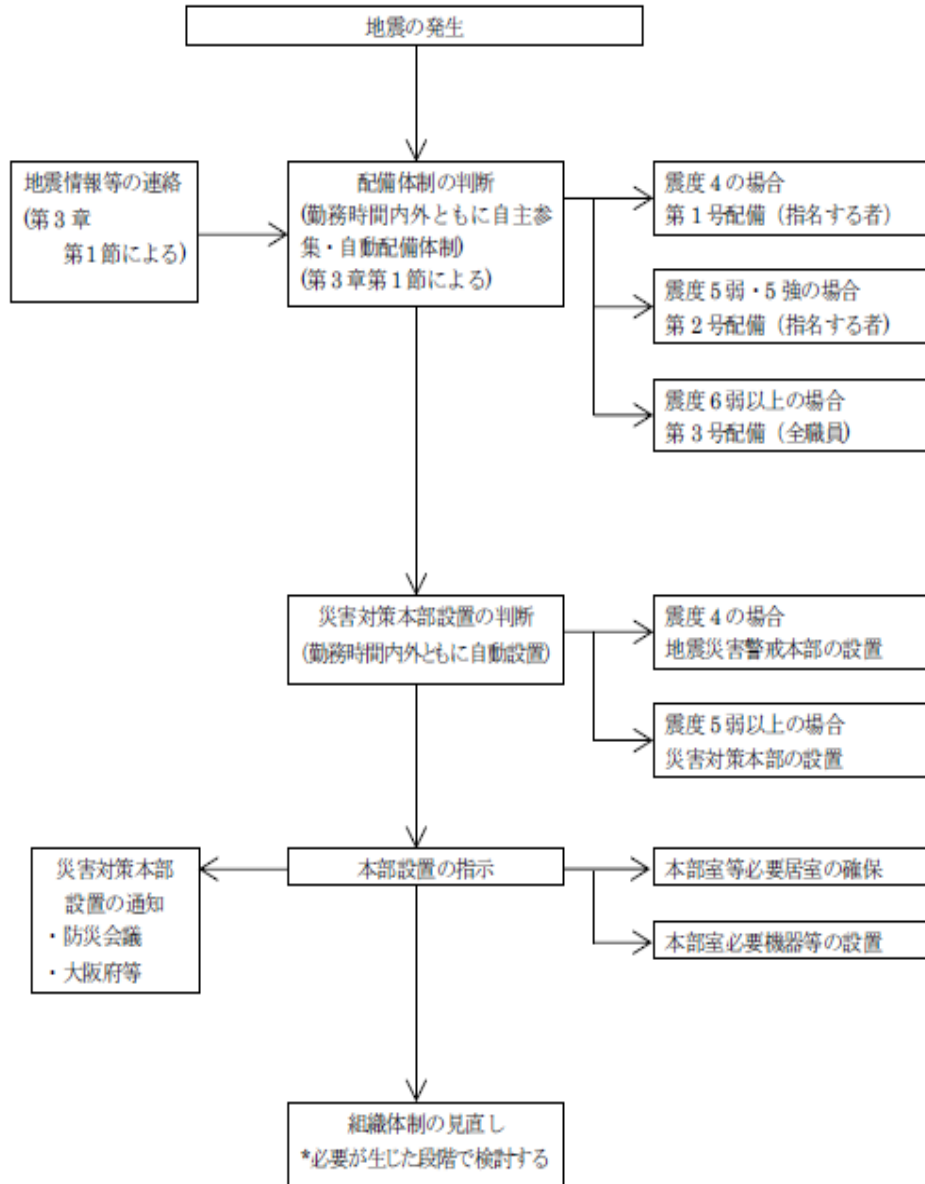 地震の発生
地震情報等の連絡
(第3章
第1節による)
配備体制の判断
(勤務時間内外ともに自主参
集・自動配備体制)
(第3章第1節による)
震度4の場合
第1号配備（指名する者）
震度5弱・5強の場合
第2号配備（指名する者）
震度6弱以上の場合
第3号配備（全職員）
災害対策本部設置の判断
(勤務時間内外ともに自動設置)
震度4の場合
地震災害警戒本部の設置
震度5弱以上の場合
災害対策本部の設置
災害対策本部
設置の通知
・防災会議
・大阪府等
本部設置の指示
本部室等必要居室の確保
本部室必要機器等の設置
組織体制の見直し
*必要が生じた段階で検討する